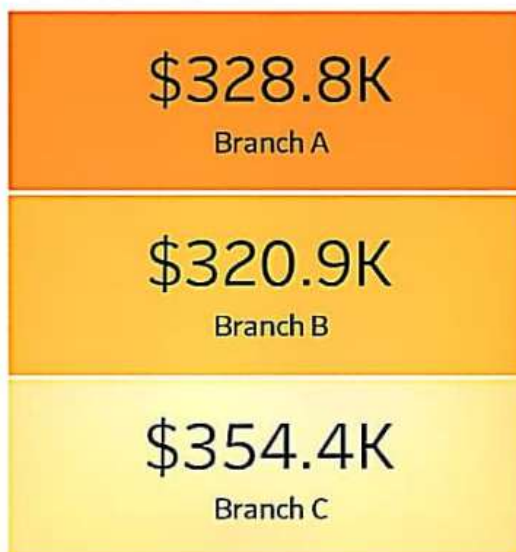 $328.8K
Branch A
$320.9K
Branch B
$354.4K
Branch C